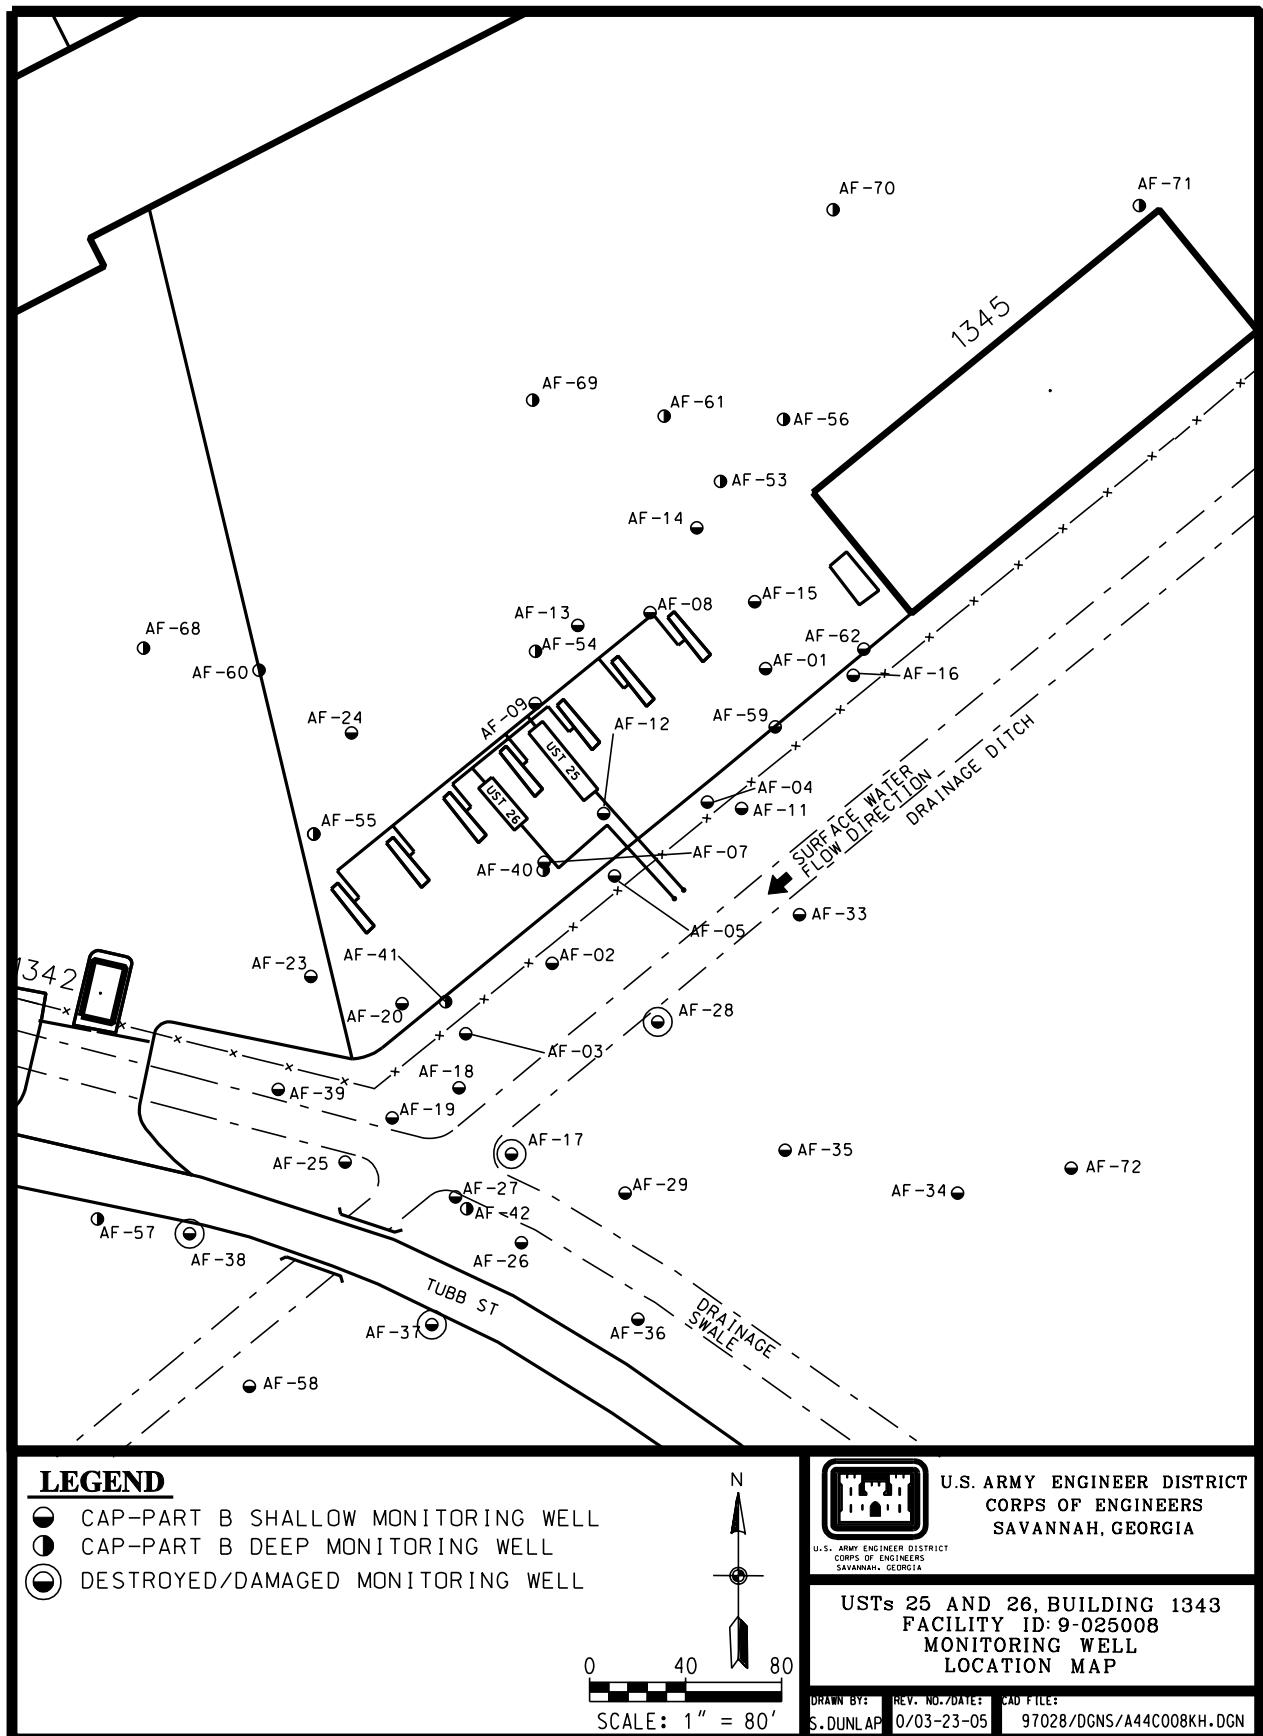 AF-70
AF-71
1345
AF-69
AF-61
AF-56
AF-53
AF-14
AF-15
AF-08
AF-13
AF-54
AF-68
AF-60
AF-62
AF-01
AF-16
AF-24
AF-09
AF-12
AF-59
UST 25
UST 26
AF-04
AF-11
SURFACE WATER
FLOW DIRECTION
DRAINAGE DITCH
AF-55
AF-07
AF-40
AF-33
AF-05
AF-41
AF-02
AF-23
1342
AF-20
AF-28
AF-03
AF-18
AF-39
AF-19
AF-17
AF-25
AF-35
AF-72
AF-27
AF-29
AF-34
AF-42
AF-57
AF-38
AF-26
TUBB ST
DRAINAGE
SWALE
AF-37
AF-36
AF-58
LEGEND
CAP-PART B SHALLOW MONITORING WELL
CAP-PART B DEEP MONITORING WELL
DESTROYED/DAMAGED MONITORING WELL
N
0 40 80
SCALE: 1" = 80'
U.S. ARMY ENGINEER DISTRICT
CORPS OF ENGINEERS
SAVANNAH, GEORGIA
U.S. ARMY ENGINEER DISTRICT
CORPS OF ENGINEERS
SAVANNAH, GEORGIA
USTs 25 AND 26, BUILDING 1343
FACILITY ID: 9-025008
MONITORING WELL
LOCATION MAP
DRAWN BY:
S. DUNLAP
REV. NO./DATE:
0/03-23-05
CAD FILE:
97028/DGNS/A44C008KH.DGN